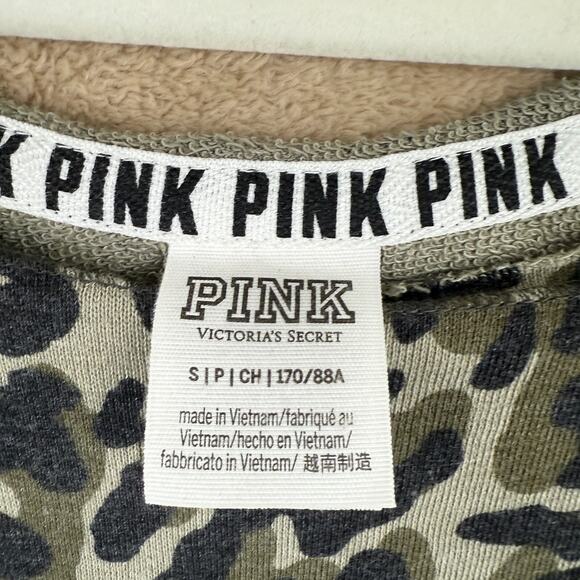 K PINK PINK PINK
PINK
VICTORIA'S SECRET
S | P | CH | 170/88A
made in Vietnam/fabriqué au
Vietnam/hecho en Vietnam/
fabbricato in Vietnam/ 越南制造